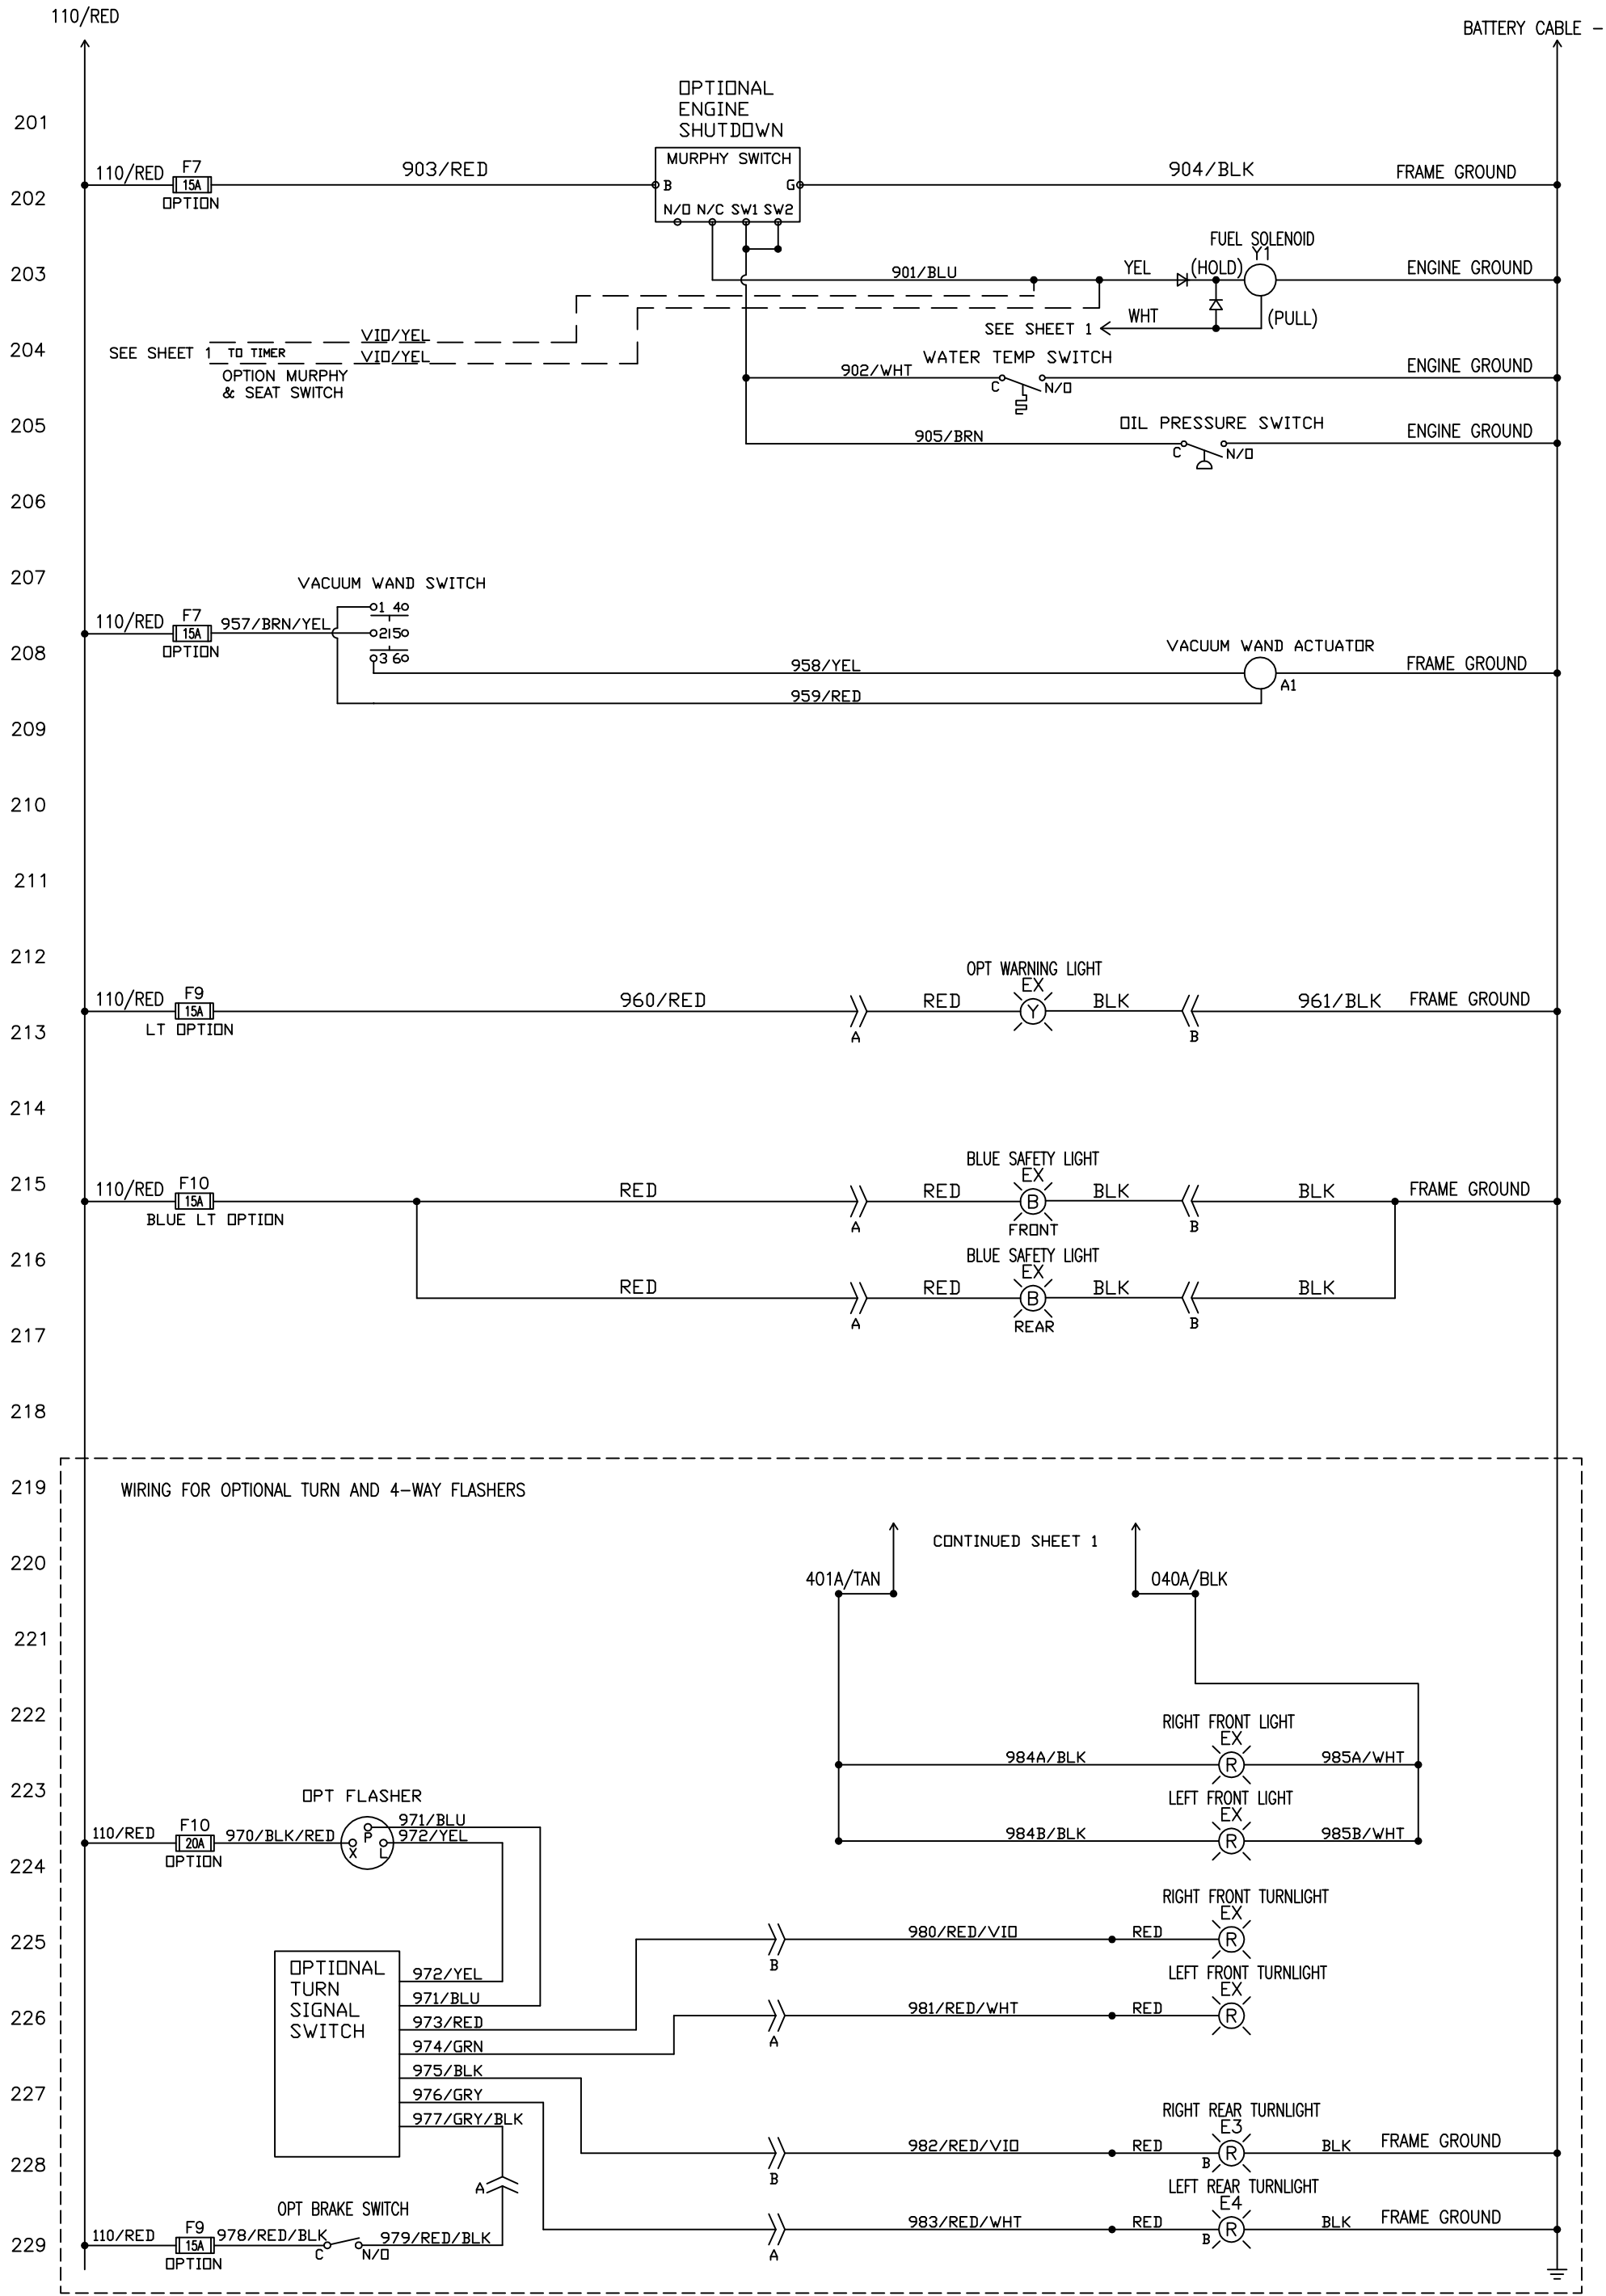 110/RED
BATTERY CABLE -
OPTIONAL
ENGINE
SHUTDOWN
201
MURPHY SWITCH
110/RED F7 903/RED 904/BLK FRAME GROUND
15A B G
202
OPTION
N/O N/C SW1 SW2
FUEL SOLENOID
Y1
203
901/BLU YEL (HOLD) ENGINE GROUND
WHT (PULL)
SEE SHEET 1
VIO/YEL
204
SEE SHEET 1 TO TIMER VIO/YEL
WATER TEMP SWITCH
OPTION MURPHY
& SEAT SWITCH
902/WHT ENGINE GROUND
C N/O
205
OIL PRESSURE SWITCH
905/BRN ENGINE GROUND
C N/O
206
207
VACUUM WAND SWITCH
1 4
110/RED F7 957/BRN/YEL
15A 2 5
OPTION
208
3 6
VACUUM WAND ACTUATOR
958/YEL FRAME GROUND
A1
959/RED
209
210
211
212
OPT WARNING LIGHT
EX
110/RED F9 960/RED RED BLK 961/BLK FRAME GROUND
15A Y
LT OPTION
213
A B
214
BLUE SAFETY LIGHT
215
EX
110/RED F10 RED RED BLK BLK FRAME GROUND
15A B
BLUE LT OPTION
A FRONT B
216
BLUE SAFETY LIGHT
EX
RED RED BLK BLK
B
A REAR B
217
218
219
WIRING FOR OPTIONAL TURN AND 4-WAY FLASHERS
CONTINUED SHEET 1
220
401A/TAN 040A/BLK
221
222
RIGHT FRONT LIGHT
EX
984A/BLK R 985A/WHT
223
OPT FLASHER
LEFT FRONT LIGHT
EX
971/BLU
110/RED F10 970/BLK/RED P 972/YEL
20A X L
984B/BLK R 985B/WHT
OPTION
224
RIGHT FRONT TURNLIGHT
EX
225
980/RED/VIO RED R
B
OPTIONAL
TURN
SIGNAL
SWITCH
972/YEL
LEFT FRONT TURNLIGHT
EX
971/BLU
226
981/RED/WHT RED R
973/RED
A
974/GRN
975/BLK
227
976/GRY
977/GRY/BLK
RIGHT REAR TURNLIGHT
E3
982/RED/VIO RED R BLK FRAME GROUND
B B
228
A
LEFT REAR TURNLIGHT
E4
OPT BRAKE SWITCH
983/RED/WHT RED R BLK FRAME GROUND
A B
229
110/RED F9 978/RED/BLK 979/RED/BLK
15A C N/O
OPTION